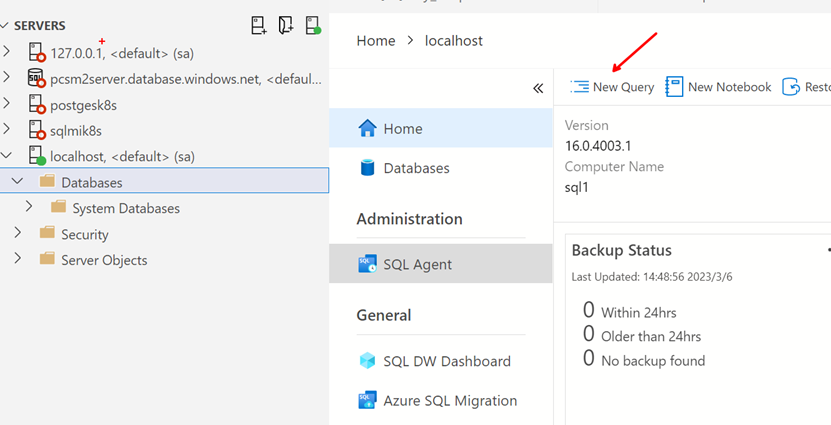 SERVERS
127.0.0.1, <default> (sa)
pcsm2server.database.windows.net, <defau...
postgesk8s
sqlmik8s
localhost, <default> (sa)
Databases
System Databases
Security
Server Objects
Home > localhost
New Query
New Notebook
Resto
Home
Databases
Administration
SQL Agent
General
SQL DW Dashboard
Azure SQL Migration
Version
16.0.4003.1
Computer Name
sql1
Backup Status
Last Updated: 14:48:56 2023/3/6
0 Within 24hrs
0 Older than 24hrs
0 No backup found